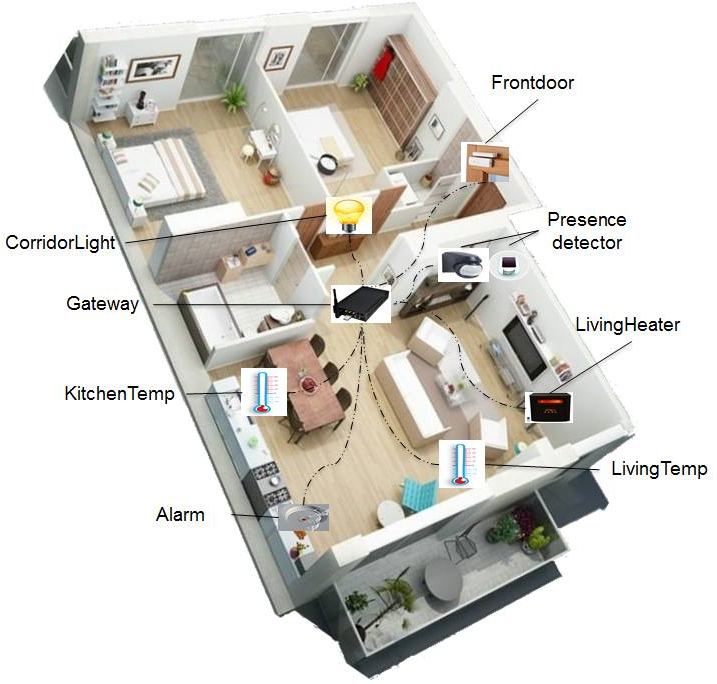 Frontdoor
Presence
detector
CorridorLight
Gateway
LivingHeater
KitchenTemp
LivingTemp
Alarm